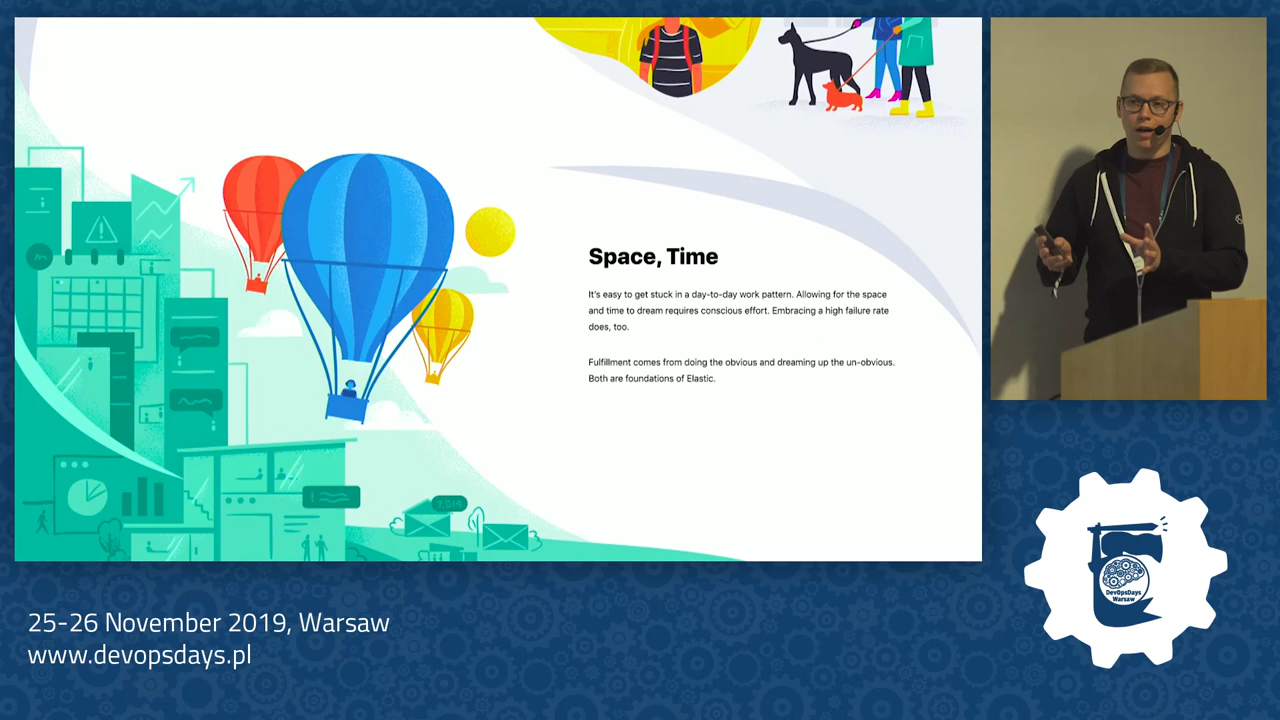 Space, Time
It's easy to get stuck in a day-to-day work pattern. Allowing for the space
and time to dream requires conscious effort. Embracing a high failure rate
does, too.
Fulfillment comes from doing the obvious and dreaming up the un-obvious.
Both are foundations of Elastic.
2019
DevOpsDays
Warsaw
25-26 November 2019, Warsaw
www.devopsdays.pl